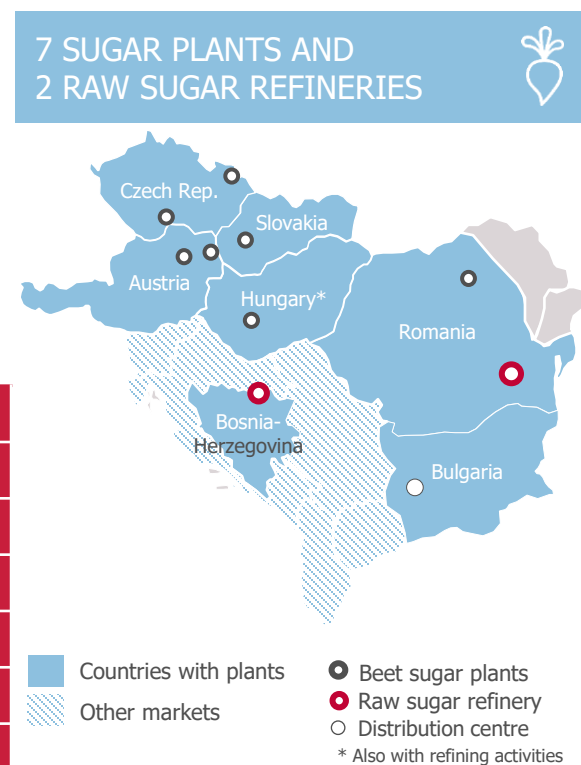 7 SUGAR PLANTS AND
2 RAW SUGAR REFINERIES
Czech Rep.
Slovakia
Austria
Hungary*
Romania
Bosnia-
Herzegovina
Bulgaria
Countries with plants
Other markets
Beet sugar plants
Raw sugar refinery
Distribution centre
* Also with refining activities